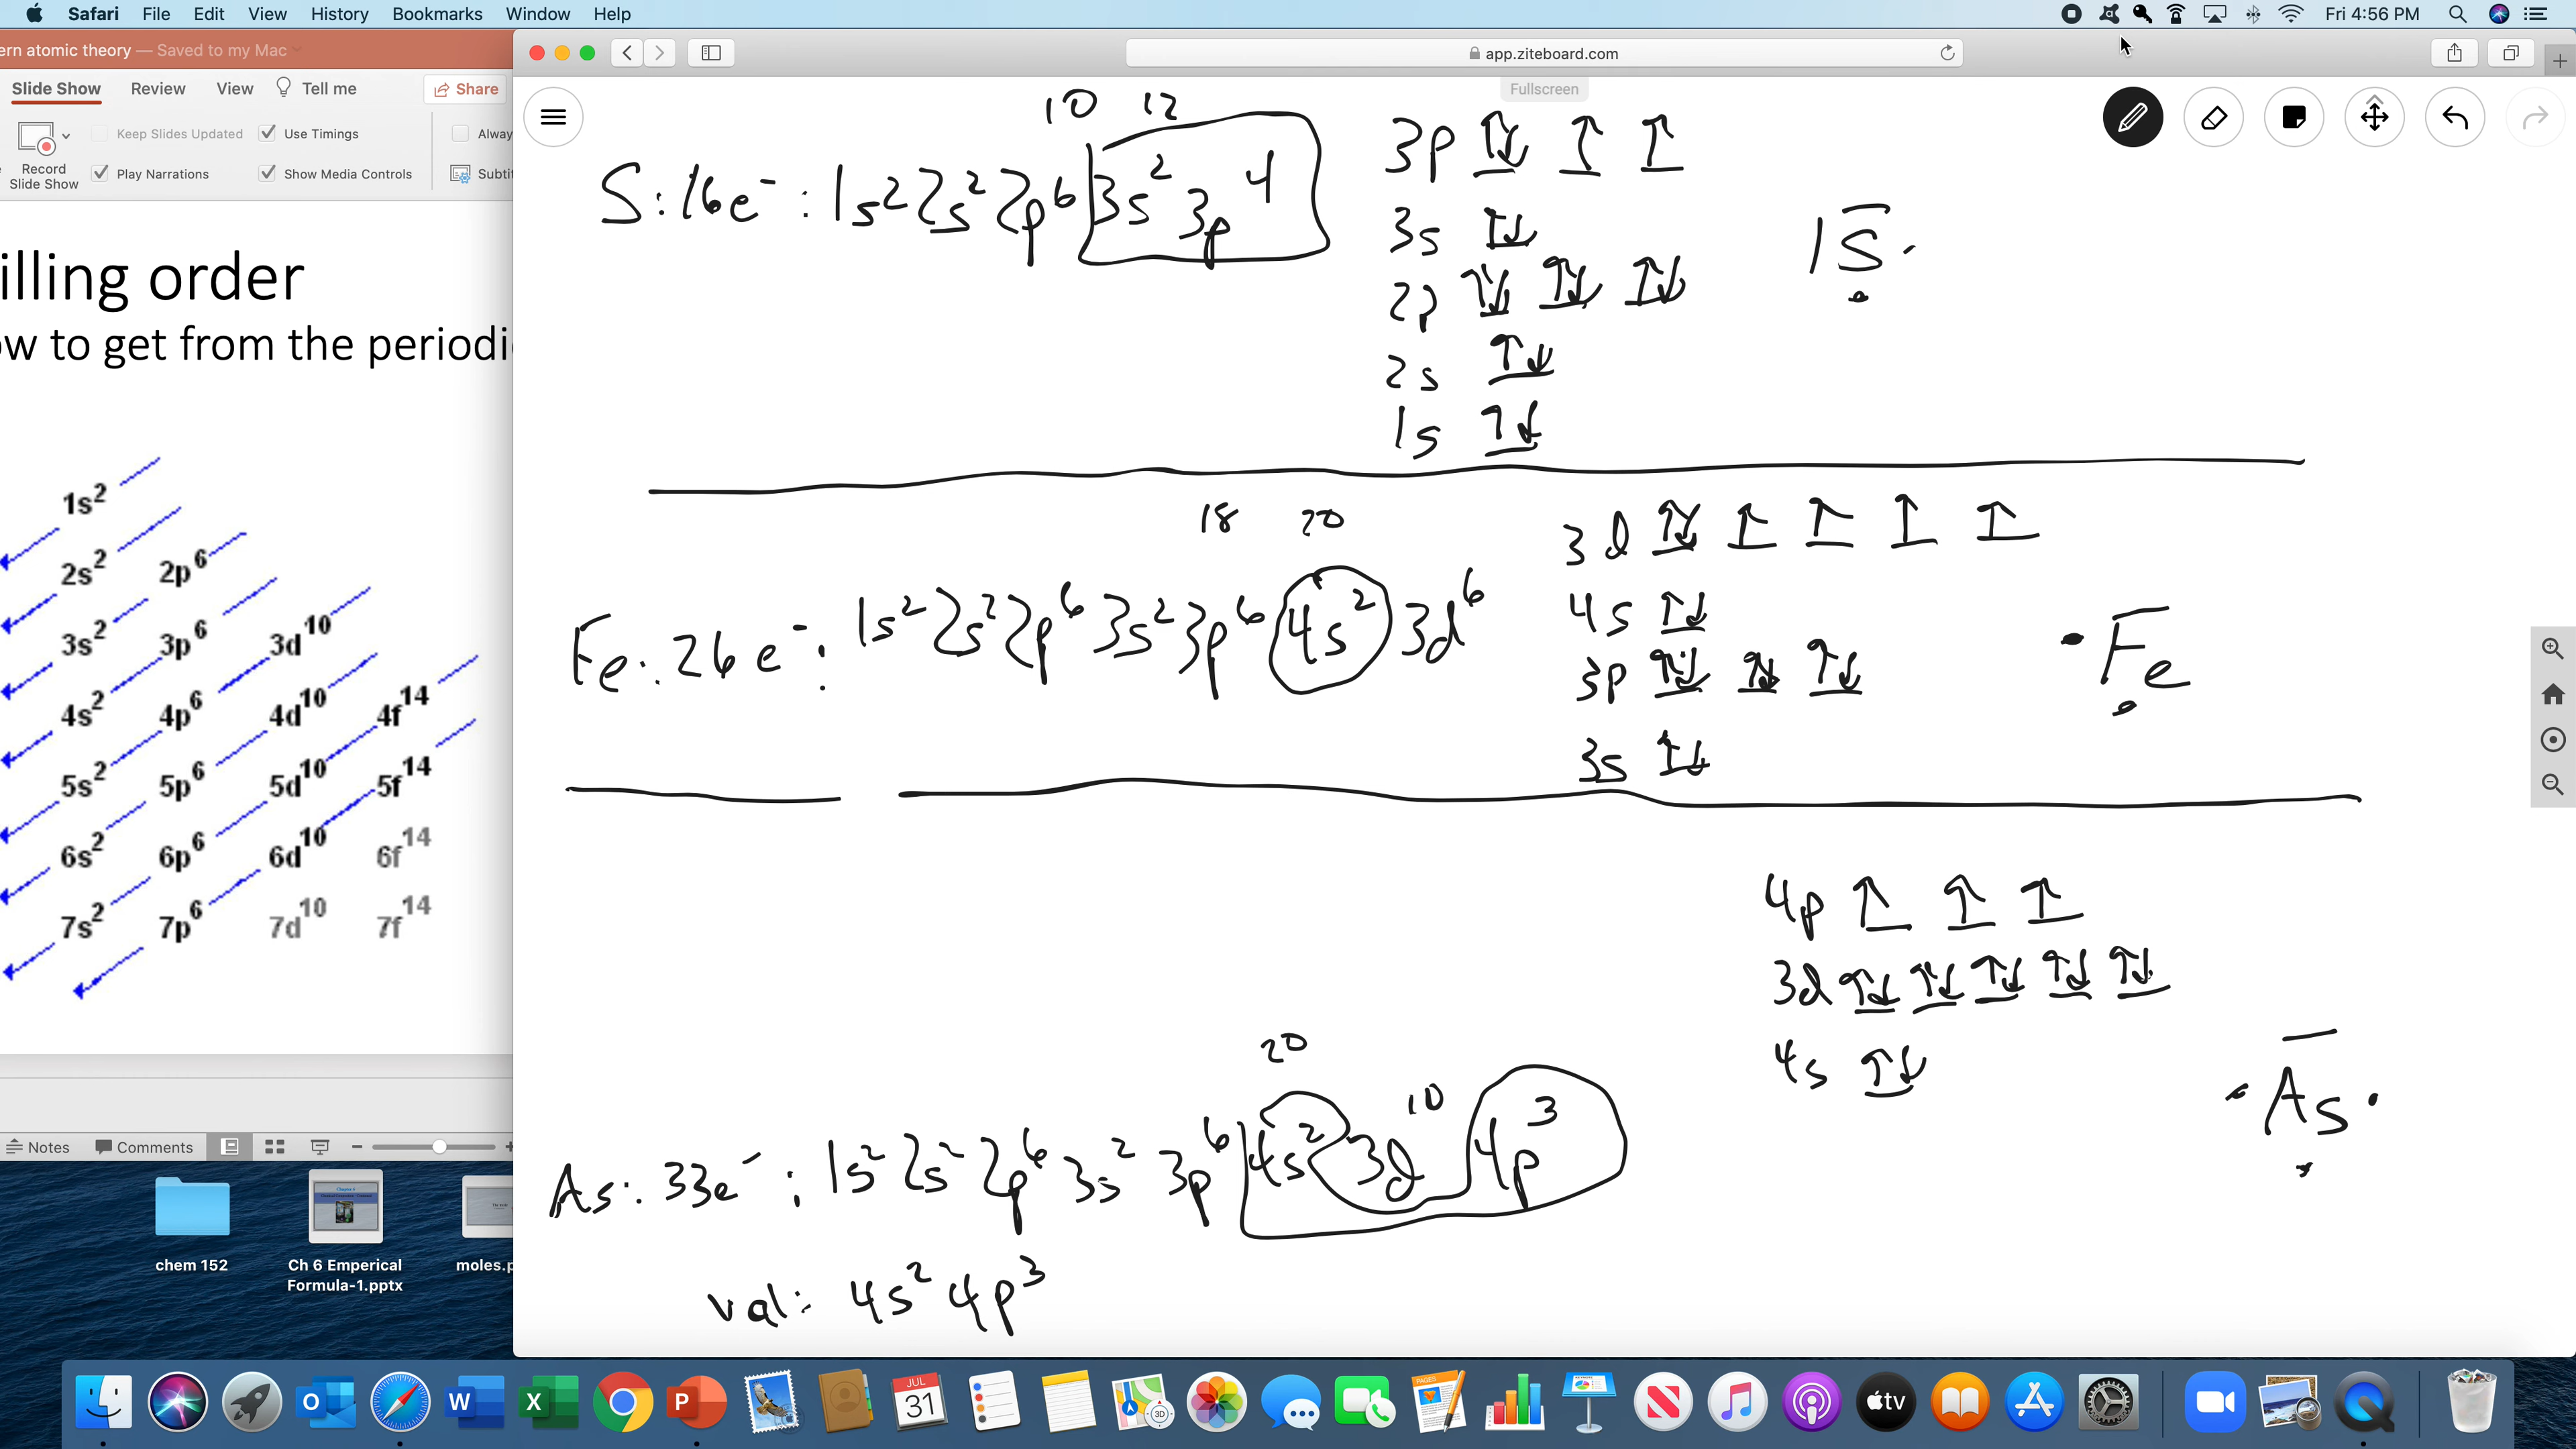 Safari File Edit View History Bookmarks Window Help Fri 4:56 PM
ern atomic theory — Saved to my Mac
Slide Show Review View Tell me Share
Record Slide Show
Keep Slides Updated Use Timings
Play Narrations Show Media Controls
Alway
Subtit
app.ziteboard.com
Fullscreen
illing order
ow to get from the periodi
1s²
2s² 2p⁶
3s² 3p⁶ 3d¹⁰
4s² 4p⁶ 4d¹⁰ 4f¹⁴
5s² 5p⁶ 5d¹⁰ 5f¹⁴
6s² 6p⁶ 6d¹⁰ 6f¹⁴
7s² 7p⁶ 7d¹⁰ 7f¹⁴
Notes Comments
chem 152
Ch 6 Emperical
Formula-1.pptx
moles.p
10 12
S: 16e⁻: 1s² 2s² 2p⁶ 3s² 3p⁴
3p ↑↓ ↑ ↑
3s ↑↓
2p ↑↓ ↑↓ ↑↓
2s ↑↓
1s ↑↓
S
18 20
Fe: 26e⁻: 1s² 2s² 2p⁶ 3s² 3p⁶ 4s² 3d⁶
3d ↑↓ ↑ ↑ ↑ ↑
4s ↑↓
3p ↑↓ ↑↓ ↑↓
3s ↑↓
Fe
4p ↑ ↑ ↑
3d ↑↓ ↑↓ ↑↓ ↑↓ ↑↓
4s ↑↓
As
20
As: 33e⁻: 1s² 2s² 2p⁶ 3s² 3p⁶ 4s² 3d¹⁰ 4p³
val: 4s² 4p³
JUL
31
tv